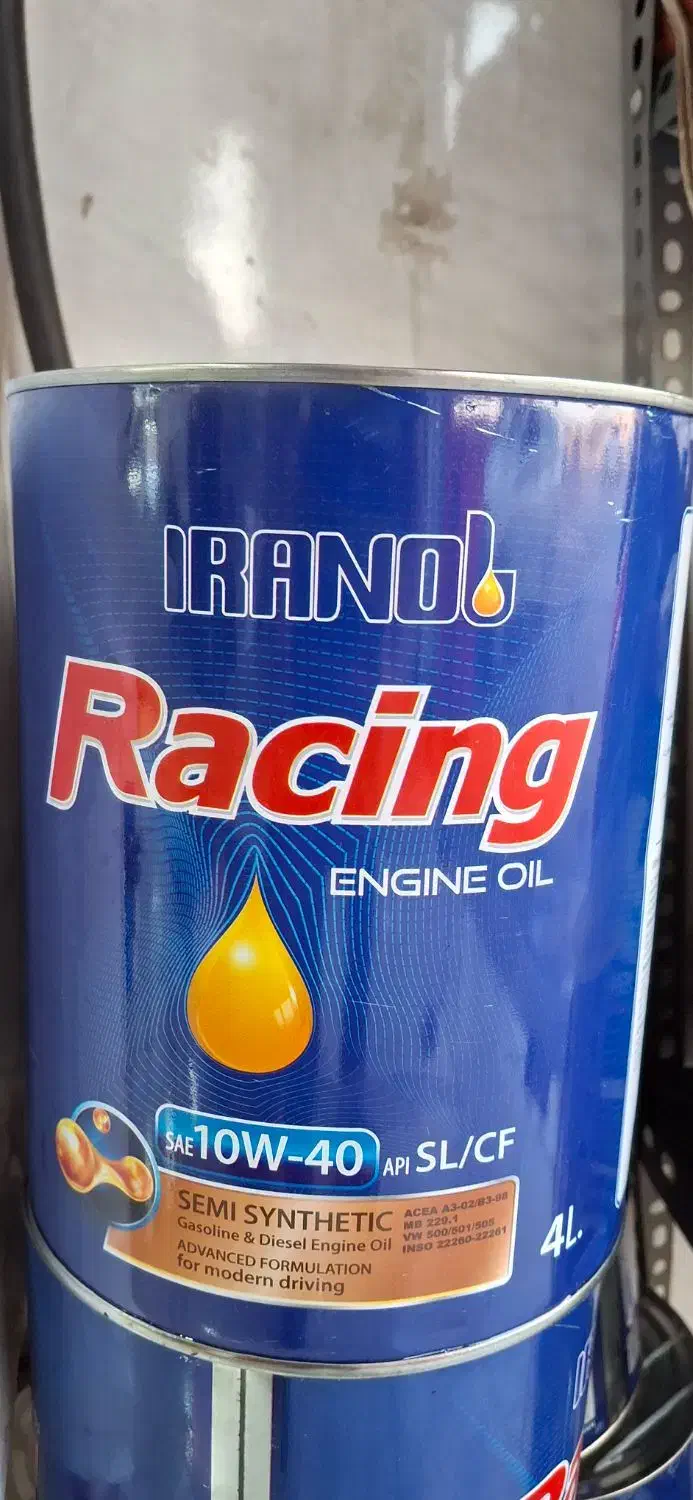 IRANOL
Racing
ENGINE OIL
SAE 10W-40 API SL/CF
SEMI SYNTHETIC
Gasoline & Diesel Engine Oil
ADVANCED FORMULATION
for modern driving
ACEA A3-02/B3-98
MB 229.1
VW 500/501/505
INSO 22260-22261
4L.